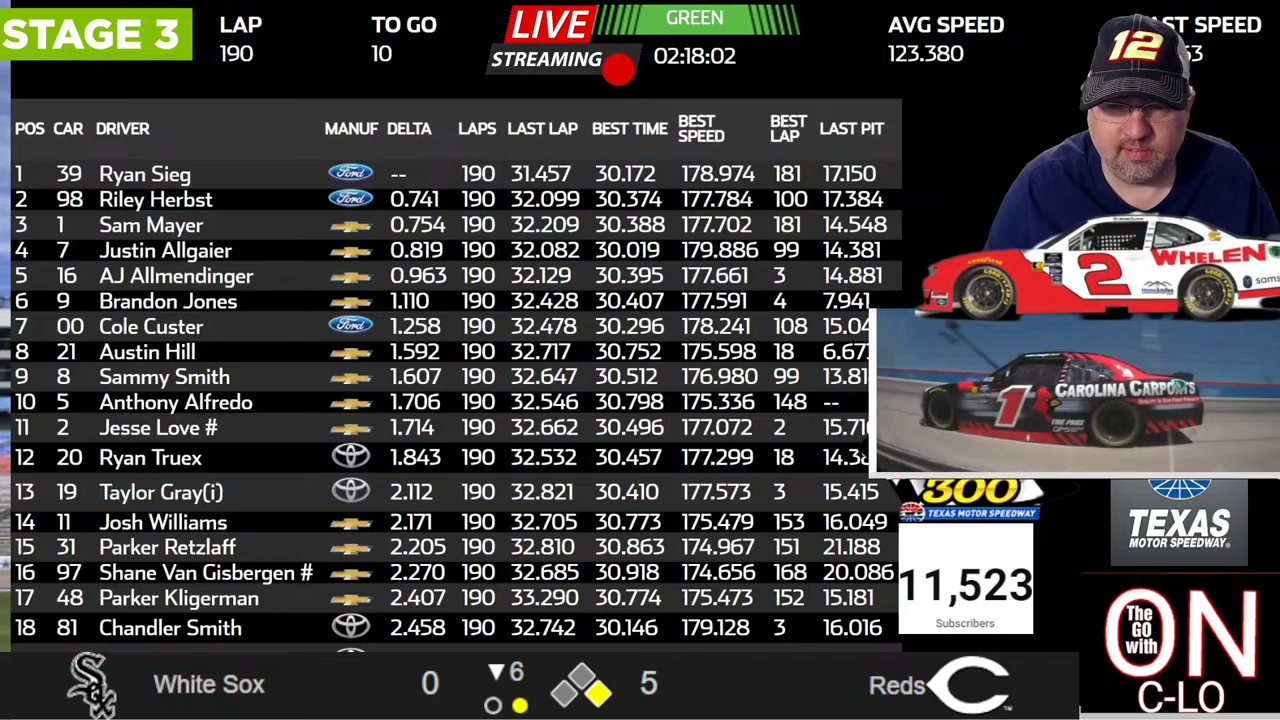 STAGE 3
LAP
190
TO GO
10
LIVE
STREAMING
GREEN
02:18:02
AVG SPEED
123.380
SPEED
12
POS CAR DRIVER MANUF DELTA LAPS LAST LAP BEST TIME BEST SPEED BEST LAP LAST PIT
1 39 Ryan Sieg Ford -- 190 31.457 30.172 178.974 181 17.150
2 98 Riley Herbst Ford 0.741 190 32.099 30.374 177.784 100 17.384
3 1 Sam Mayer 0.754 190 32.209 30.388 177.702 181 14.548
4 7 Justin Allgaier 0.819 190 32.082 30.019 179.886 99 14.381
5 16 AJ Allmendinger 0.963 190 32.129 30.395 177.661 3 14.881
6 9 Brandon Jones 1.110 190 32.428 30.407 177.591 4 7.941
7 00 Cole Custer Ford 1.258 190 32.478 30.296 178.241 108 15.04
8 21 Austin Hill 1.592 190 32.717 30.752 175.598 18 6.67
9 8 Sammy Smith 1.607 190 32.647 30.512 176.980 99 13.81
10 5 Anthony Alfredo 1.706 190 32.546 30.798 175.336 148 --
11 2 Jesse Love # 1.714 190 32.662 30.496 177.072 2 15.71
12 20 Ryan Truex 1.843 190 32.532 30.457 177.299 18 14.3
13 19 Taylor Gray(i) 2.112 190 32.821 30.410 177.573 3 15.415
14 11 Josh Williams 2.171 190 32.705 30.773 175.479 153 16.049
15 31 Parker Retzlaff 2.205 190 32.810 30.863 174.967 151 21.188
16 97 Shane Van Gisbergen # 2.270 190 32.685 30.918 174.656 168 20.086
17 48 Parker Kligerman 2.407 190 33.290 30.774 175.473 152 15.181
18 81 Chandler Smith 2.458 190 32.742 30.146 179.128 3 16.016
2 WHELEN
1 CAROLINA CARPORTS
300
TEXAS MOTOR SPEEDWAY
TEXAS
MOTOR SPEEDWAY
11,523
Subscribers
The
GO
with
ON
C-LO
Sox
White Sox 0 ▼6 5 Reds